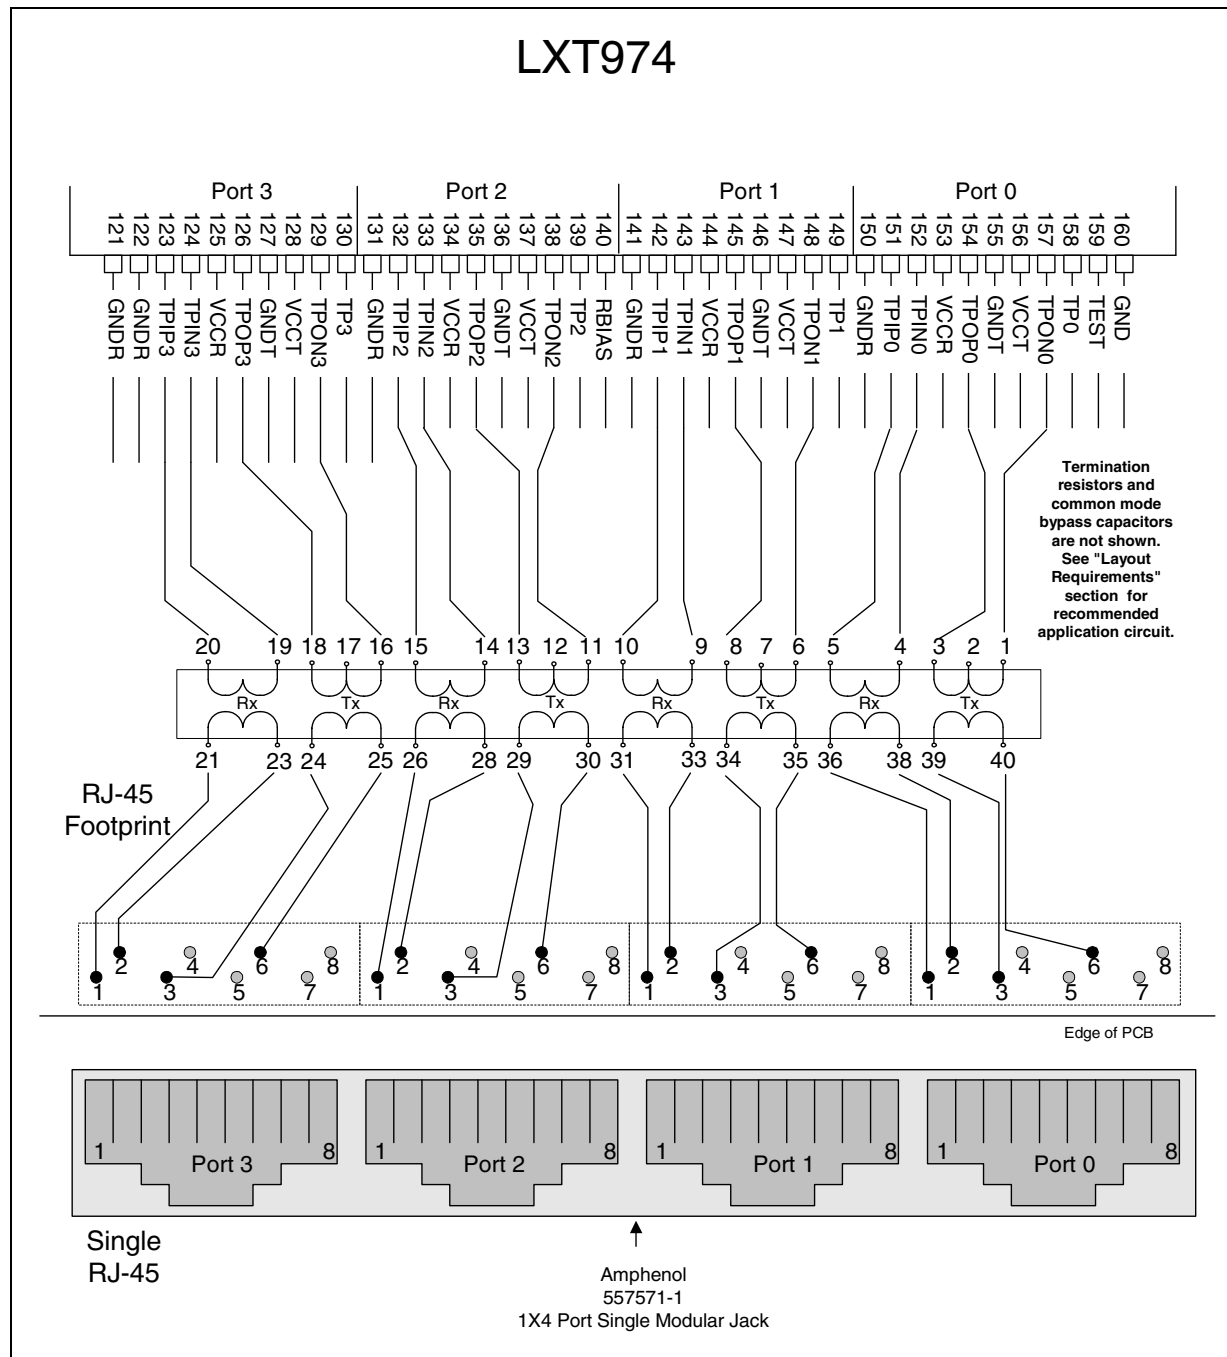 LXT974
Port 3 Port 2 Port 1 Port 0
121 122 123 124 125 126 127 128 129 130 131 132 133 134 135 136 137 138 139 140 141 142 143 144 145 146 147 148 149 150 151 152 153 154 155 156 157 158 159 160
GNDR GNDR TPIP3 TPIN3 VCCR TPOP3 GNDT VCCT TPON3 TP3 GNDR TPIP2 TPIN2 VCCR TPOP2 GNDT VCCT TPON2 TP2 RBIAS GNDR TPIP1 TPIN1 VCCR TPOP1 GNDT VCCT TPON1 TP1 GNDR TPIP0 TPIN0 VCCR TPOP0 GNDT VCCT TPON0 TP0 TEST GND
Termination
resistors and
common mode
bypass capacitors
are not shown.
See "Layout
Requirements"
section for
recommended
application circuit.
20 19 18 17 16 15 14 13 12 11 10 9 8 7 6 5 4 3 2 1
Rx Tx Rx Tx Rx Tx Rx Tx
21 23 24 25 26 28 29 30 31 33 34 35 36 38 39 40
RJ-45
Footprint
2 4 6 8 2 4 6 8 2 4 6 8 2 4 6 8
1 3 5 7 1 3 5 7 1 3 5 7 1 3 5 7
Edge of PCB
1 8 1 8 1 8 1 8
Port 3 Port 2 Port 1 Port 0
Single
RJ-45
Amphenol
557571-1
1X4 Port Single Modular Jack